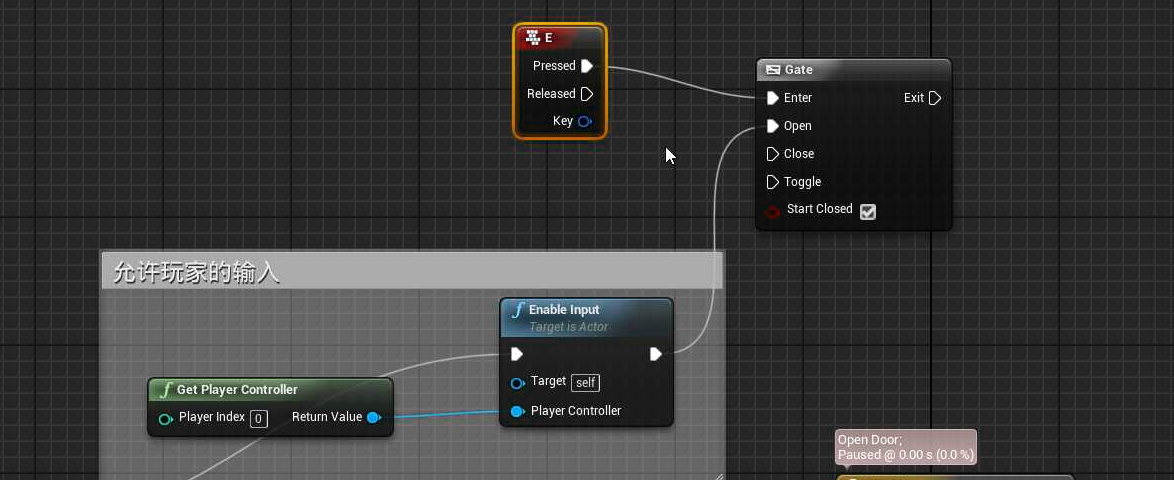 E
Pressed
Released
Key
Gate
Enter
Exit
Open
Close
Toggle
Start Closed
允许玩家的输入
Enable Input
Target is Actor
Target self
Player Controller
Get Player Controller
Player Index 0
Return Value
Open Door;
Paused @ 0.00 s (0.0 %)